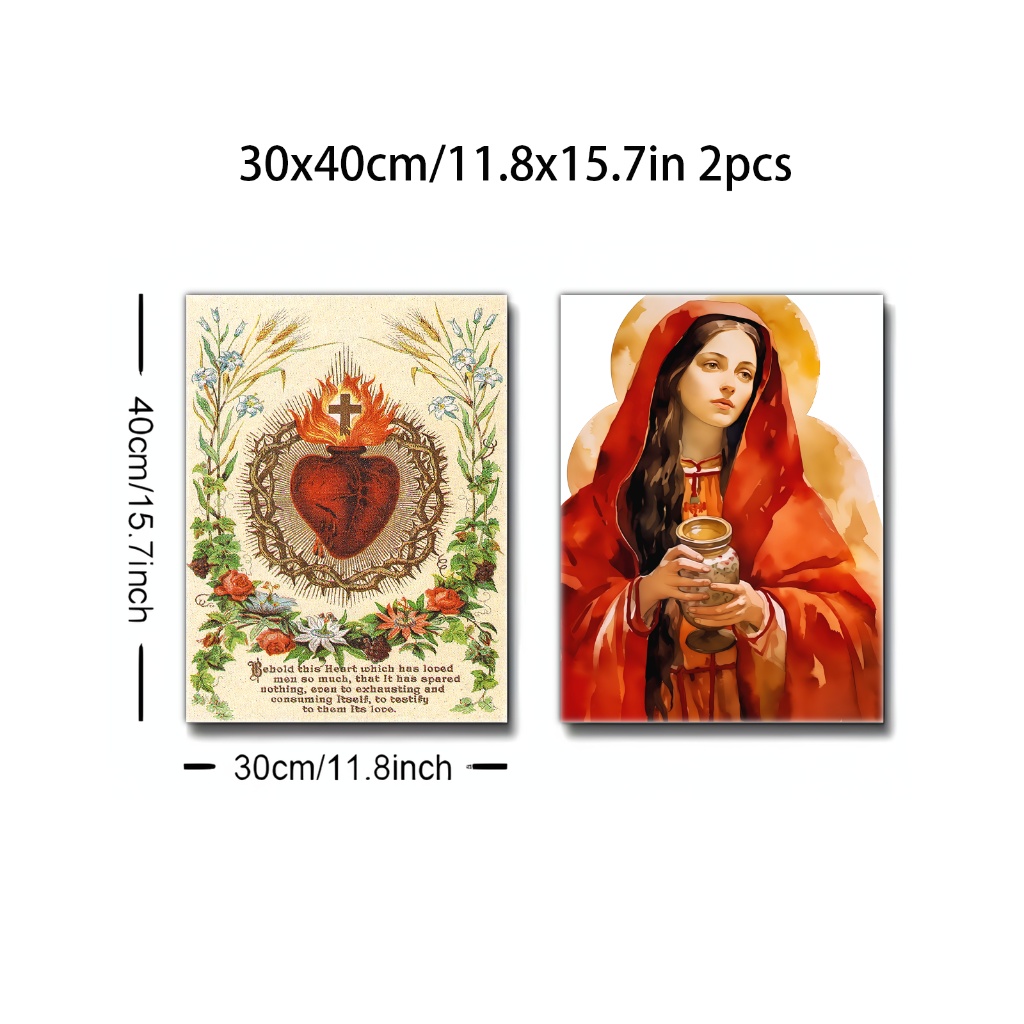 30x40cm/11.8x15.7in 2pcs
40cm/15.7inch
Behold this Heart which has loved
men so much, that It has spared
nothing, even to exhausting and
consuming Itself, to testify
to them Its love.
30cm/11.8inch